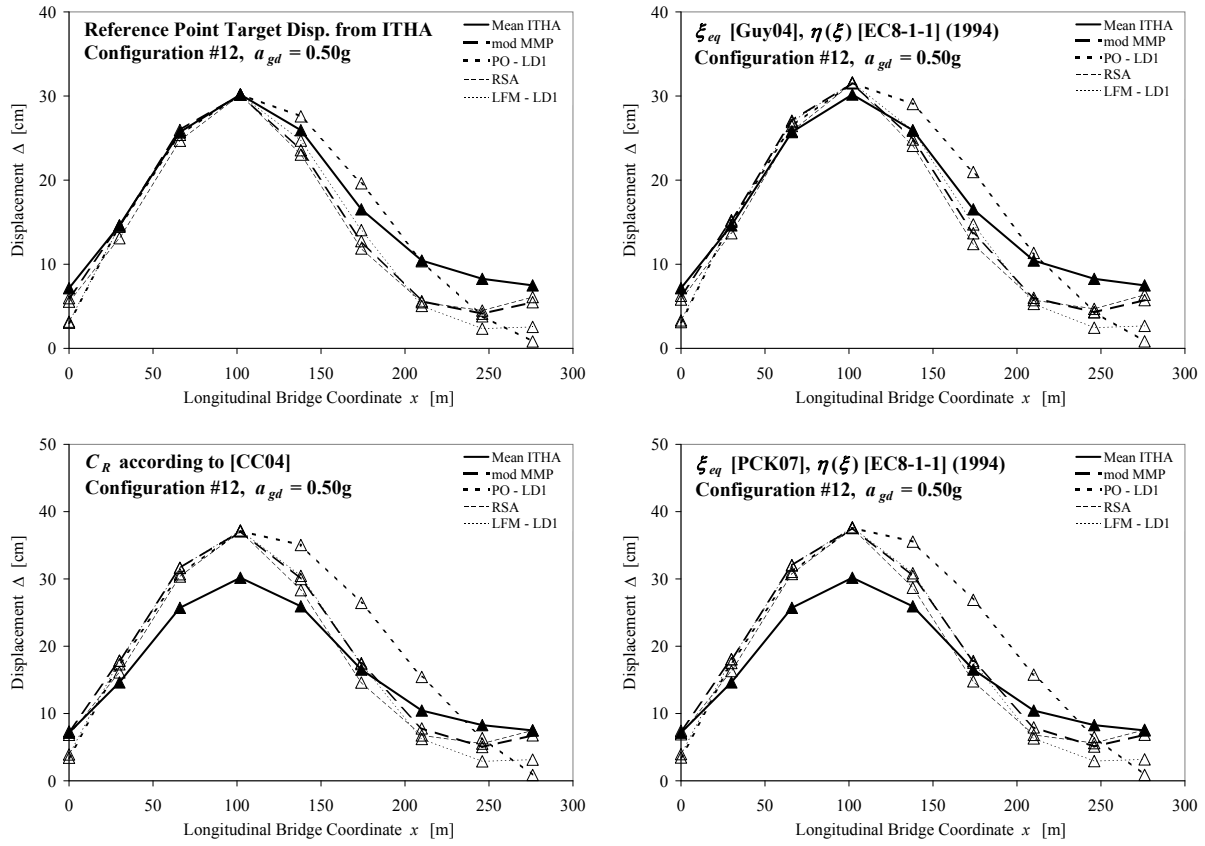 Reference Point Target Disp. from ITHA
Configuration #12, a gd = 0.50g
Mean ITHA
mod MMP
PO - LD1
RSA
LFM - LD1
40
30
20
10
0
Displacement Δ [cm]
0 50 100 150 200 250 300
Longitudinal Bridge Coordinate x [m]
ξ eq [Guy04], η(ξ) [EC8-1-1] (1994)
Configuration #12, a gd = 0.50g
Mean ITHA
mod MMP
PO - LD1
RSA
LFM - LD1
40
30
20
10
0
Displacement Δ [cm]
0 50 100 150 200 250 300
Longitudinal Bridge Coordinate x [m]
C R according to [CC04]
Configuration #12, a gd = 0.50g
Mean ITHA
mod MMP
PO - LD1
RSA
LFM - LD1
50
40
30
20
10
0
Displacement Δ [cm]
0 50 100 150 200 250 300
Longitudinal Bridge Coordinate x [m]
ξ eq [PCK07], η(ξ) [EC8-1-1] (1994)
Configuration #12, a gd = 0.50g
Mean ITHA
mod MMP
PO - LD1
RSA
LFM - LD1
50
40
30
20
10
0
Displacement Δ [cm]
0 50 100 150 200 250 300
Longitudinal Bridge Coordinate x [m]